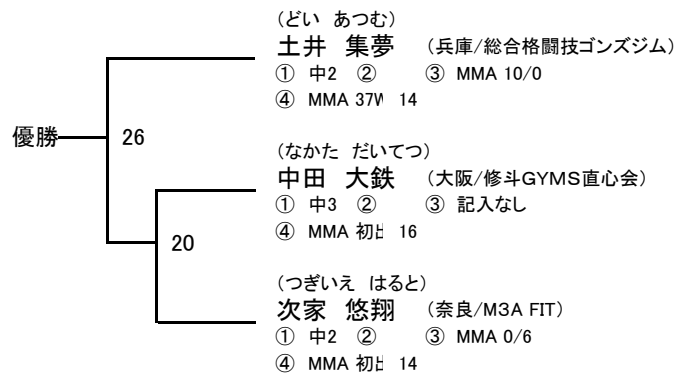 (どい あつむ)
土井 集夢 (兵庫/総合格闘技ゴンズジム)
① 中2 ② ③ MMA 10/0
④ MMA 37W 14
優勝
26
(なかた だいてつ)
中田 大鉄 (大阪/修斗GYMS直心会)
① 中3 ② ③ 記入なし
④ MMA 初出 16
20
(つぎいえ はると)
次家 悠翔 (奈良/M3A FIT)
① 中2 ② ③ MMA 0/6
④ MMA 初出 14